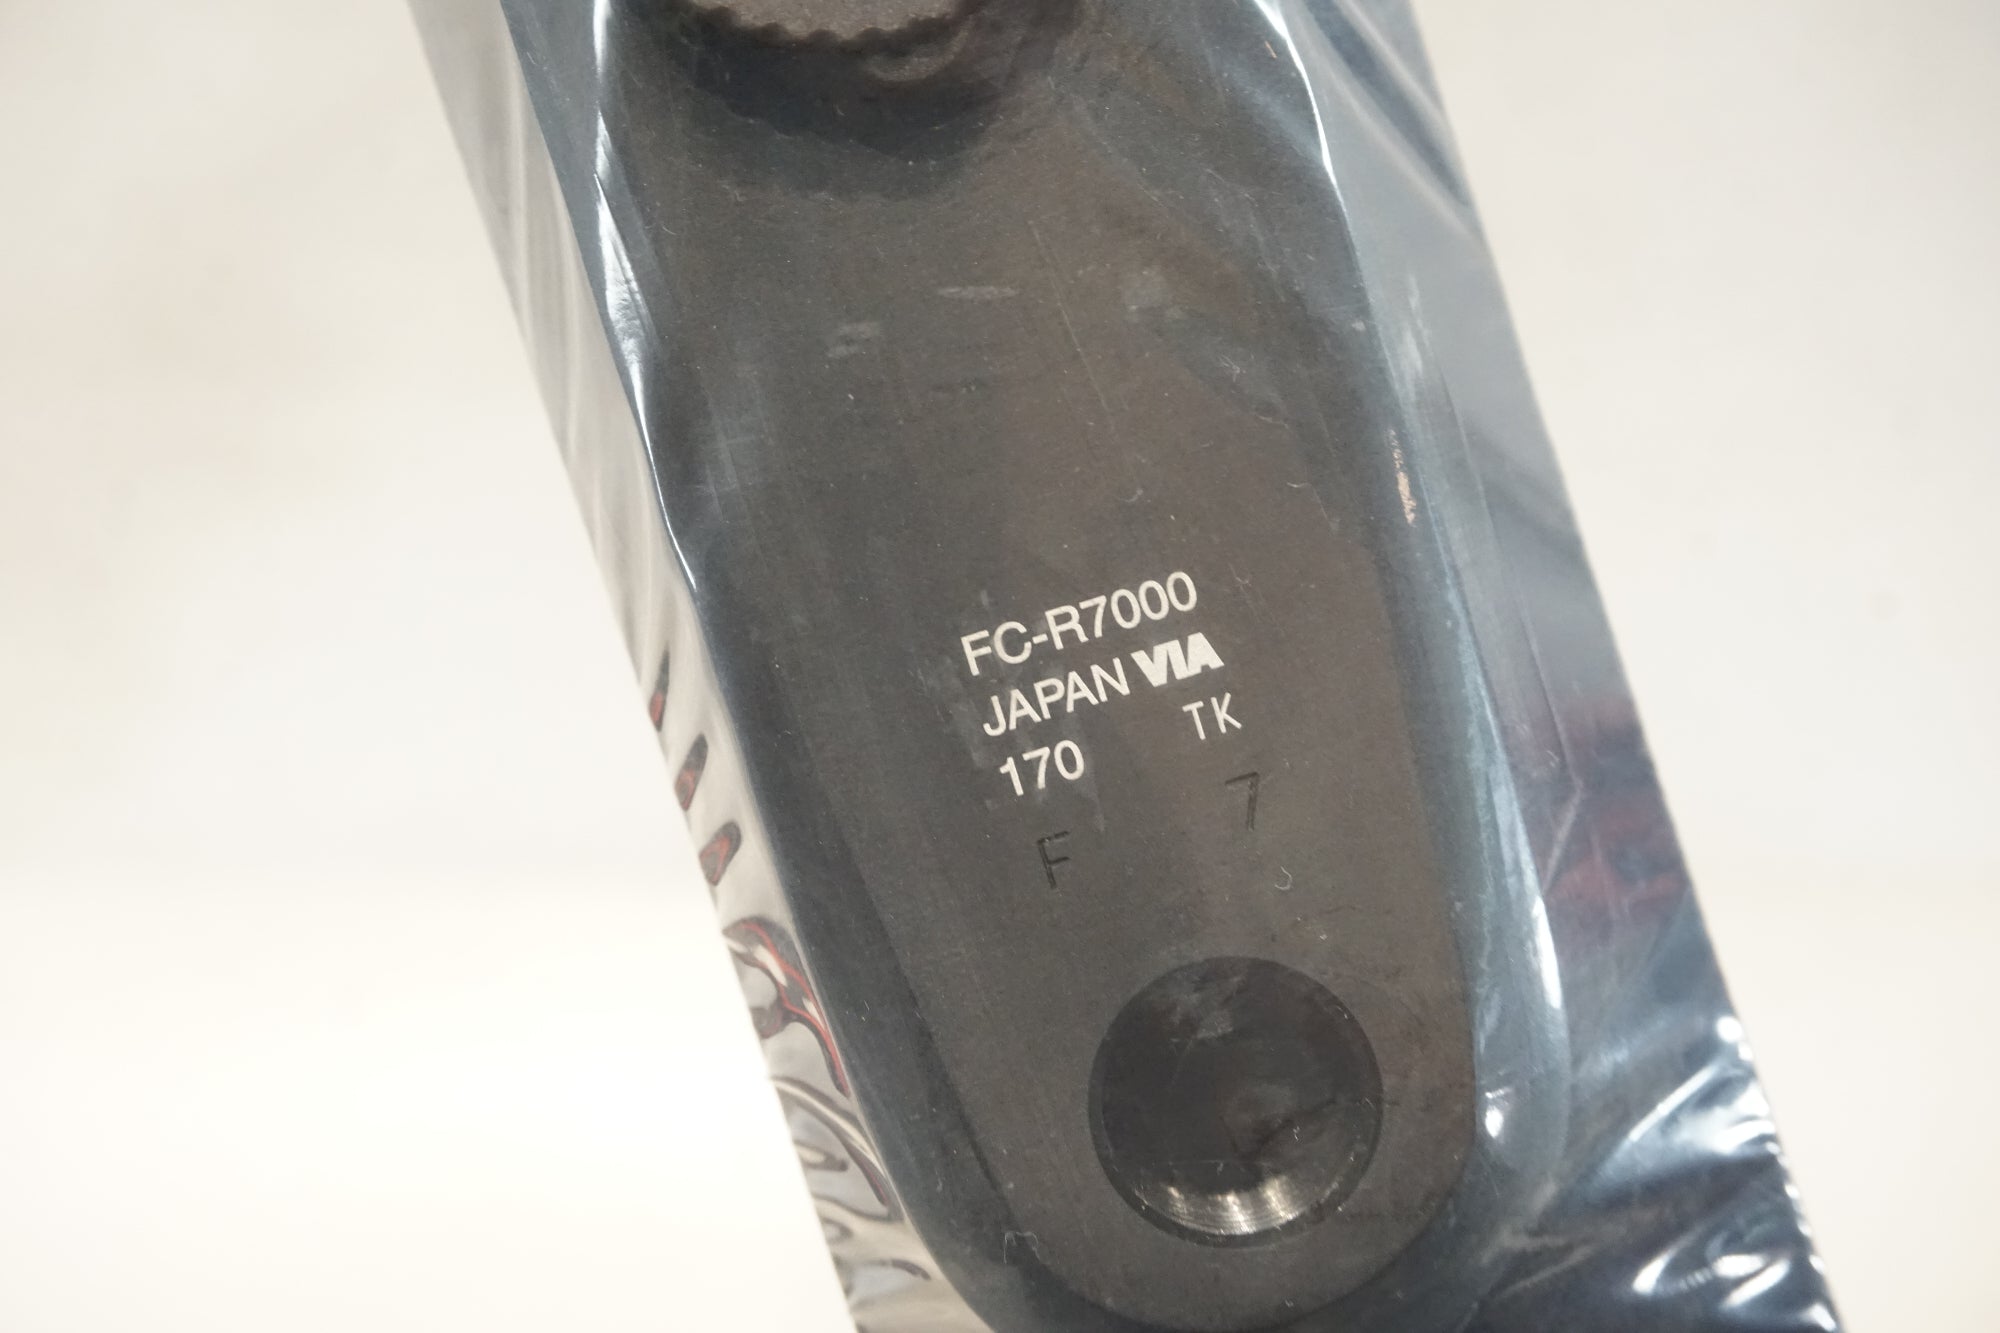 FC-R7000
JAPAN VIA
170 TK
F 7